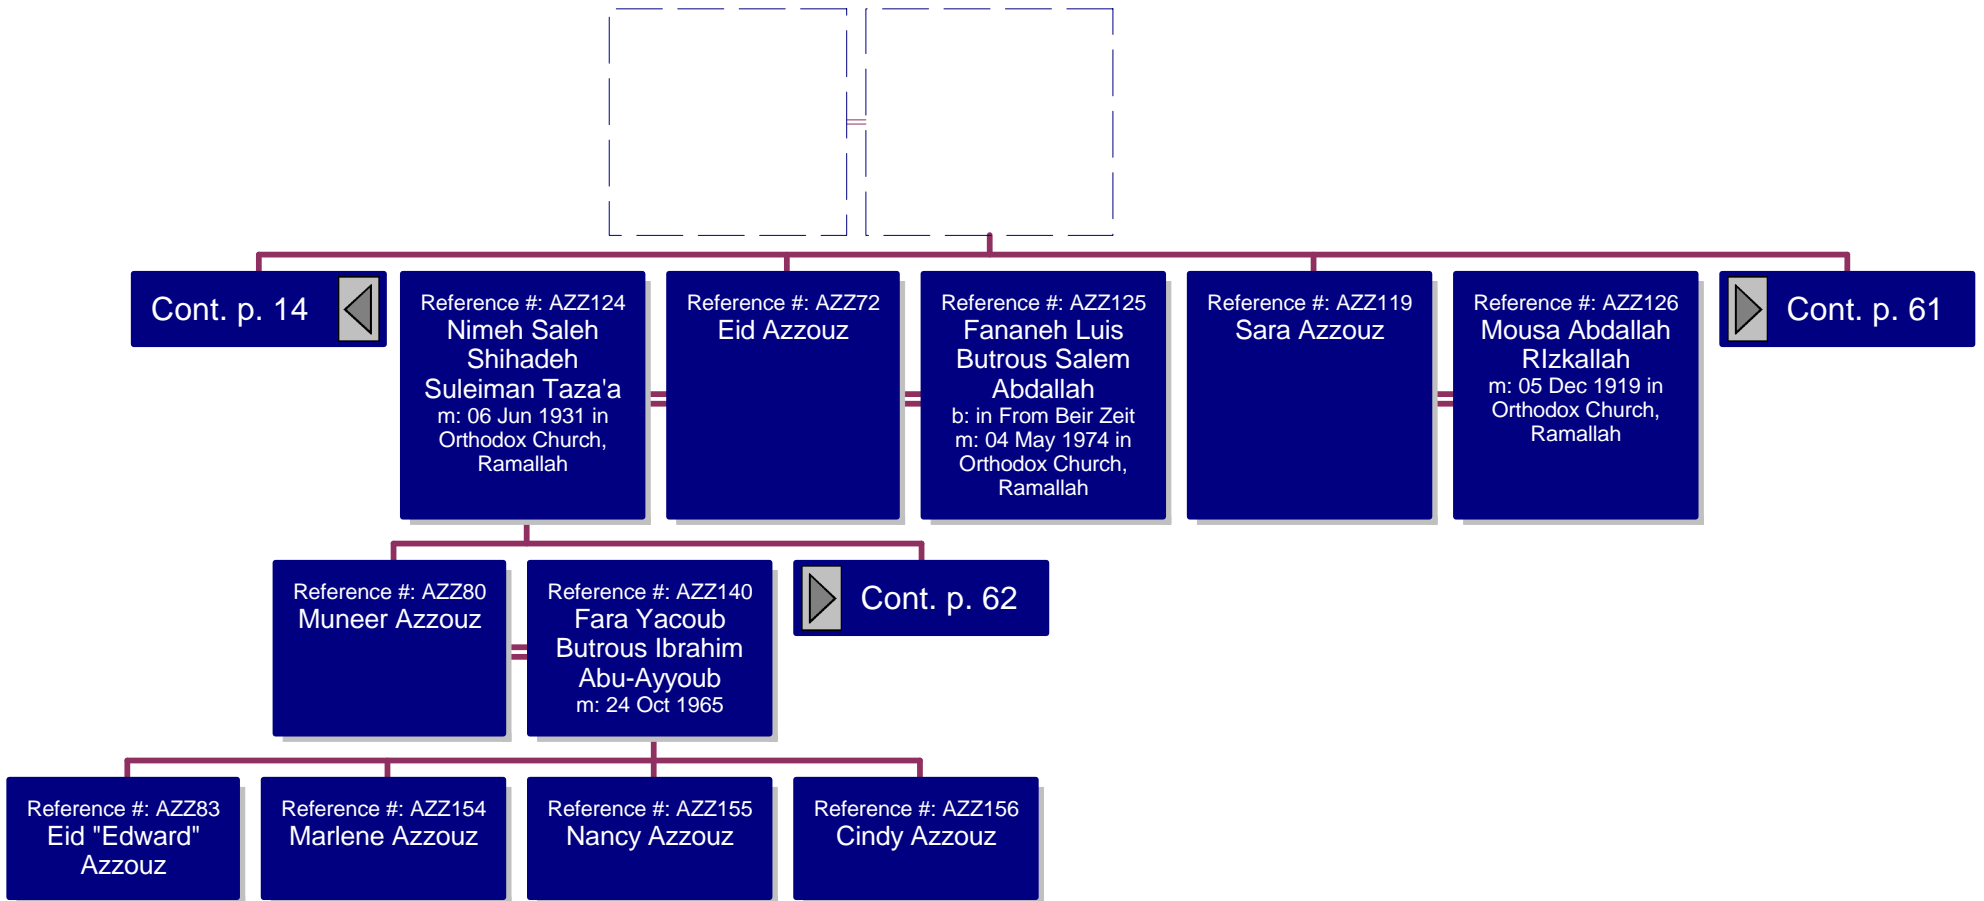 Cont. p. 14
Reference #: AZZ124
Nimeh Saleh
Shihadeh
Suleiman Taza'a
m: 06 Jun 1931 in
Orthodox Church,
Ramallah
Reference #: AZZ72
Eid Azzouz
Reference #: AZZ125
Fananeh Luis
Butrous Salem
Abdallah
b: in From Beir Zeit
m: 04 May 1974 in
Orthodox Church,
Ramallah
Reference #: AZZ119
Sara Azzouz
Reference #: AZZ126
Mousa Abdallah
RIzkallah
m: 05 Dec 1919 in
Orthodox Church,
Ramallah
Cont. p. 61
Reference #: AZZ80
Muneer Azzouz
Reference #: AZZ140
Fara Yacoub
Butrous Ibrahim
Abu-Ayyoub
m: 24 Oct 1965
Cont. p. 62
Reference #: AZZ83
Eid "Edward"
Azzouz
Reference #: AZZ154
Marlene Azzouz
Reference #: AZZ155
Nancy Azzouz
Reference #: AZZ156
Cindy Azzouz